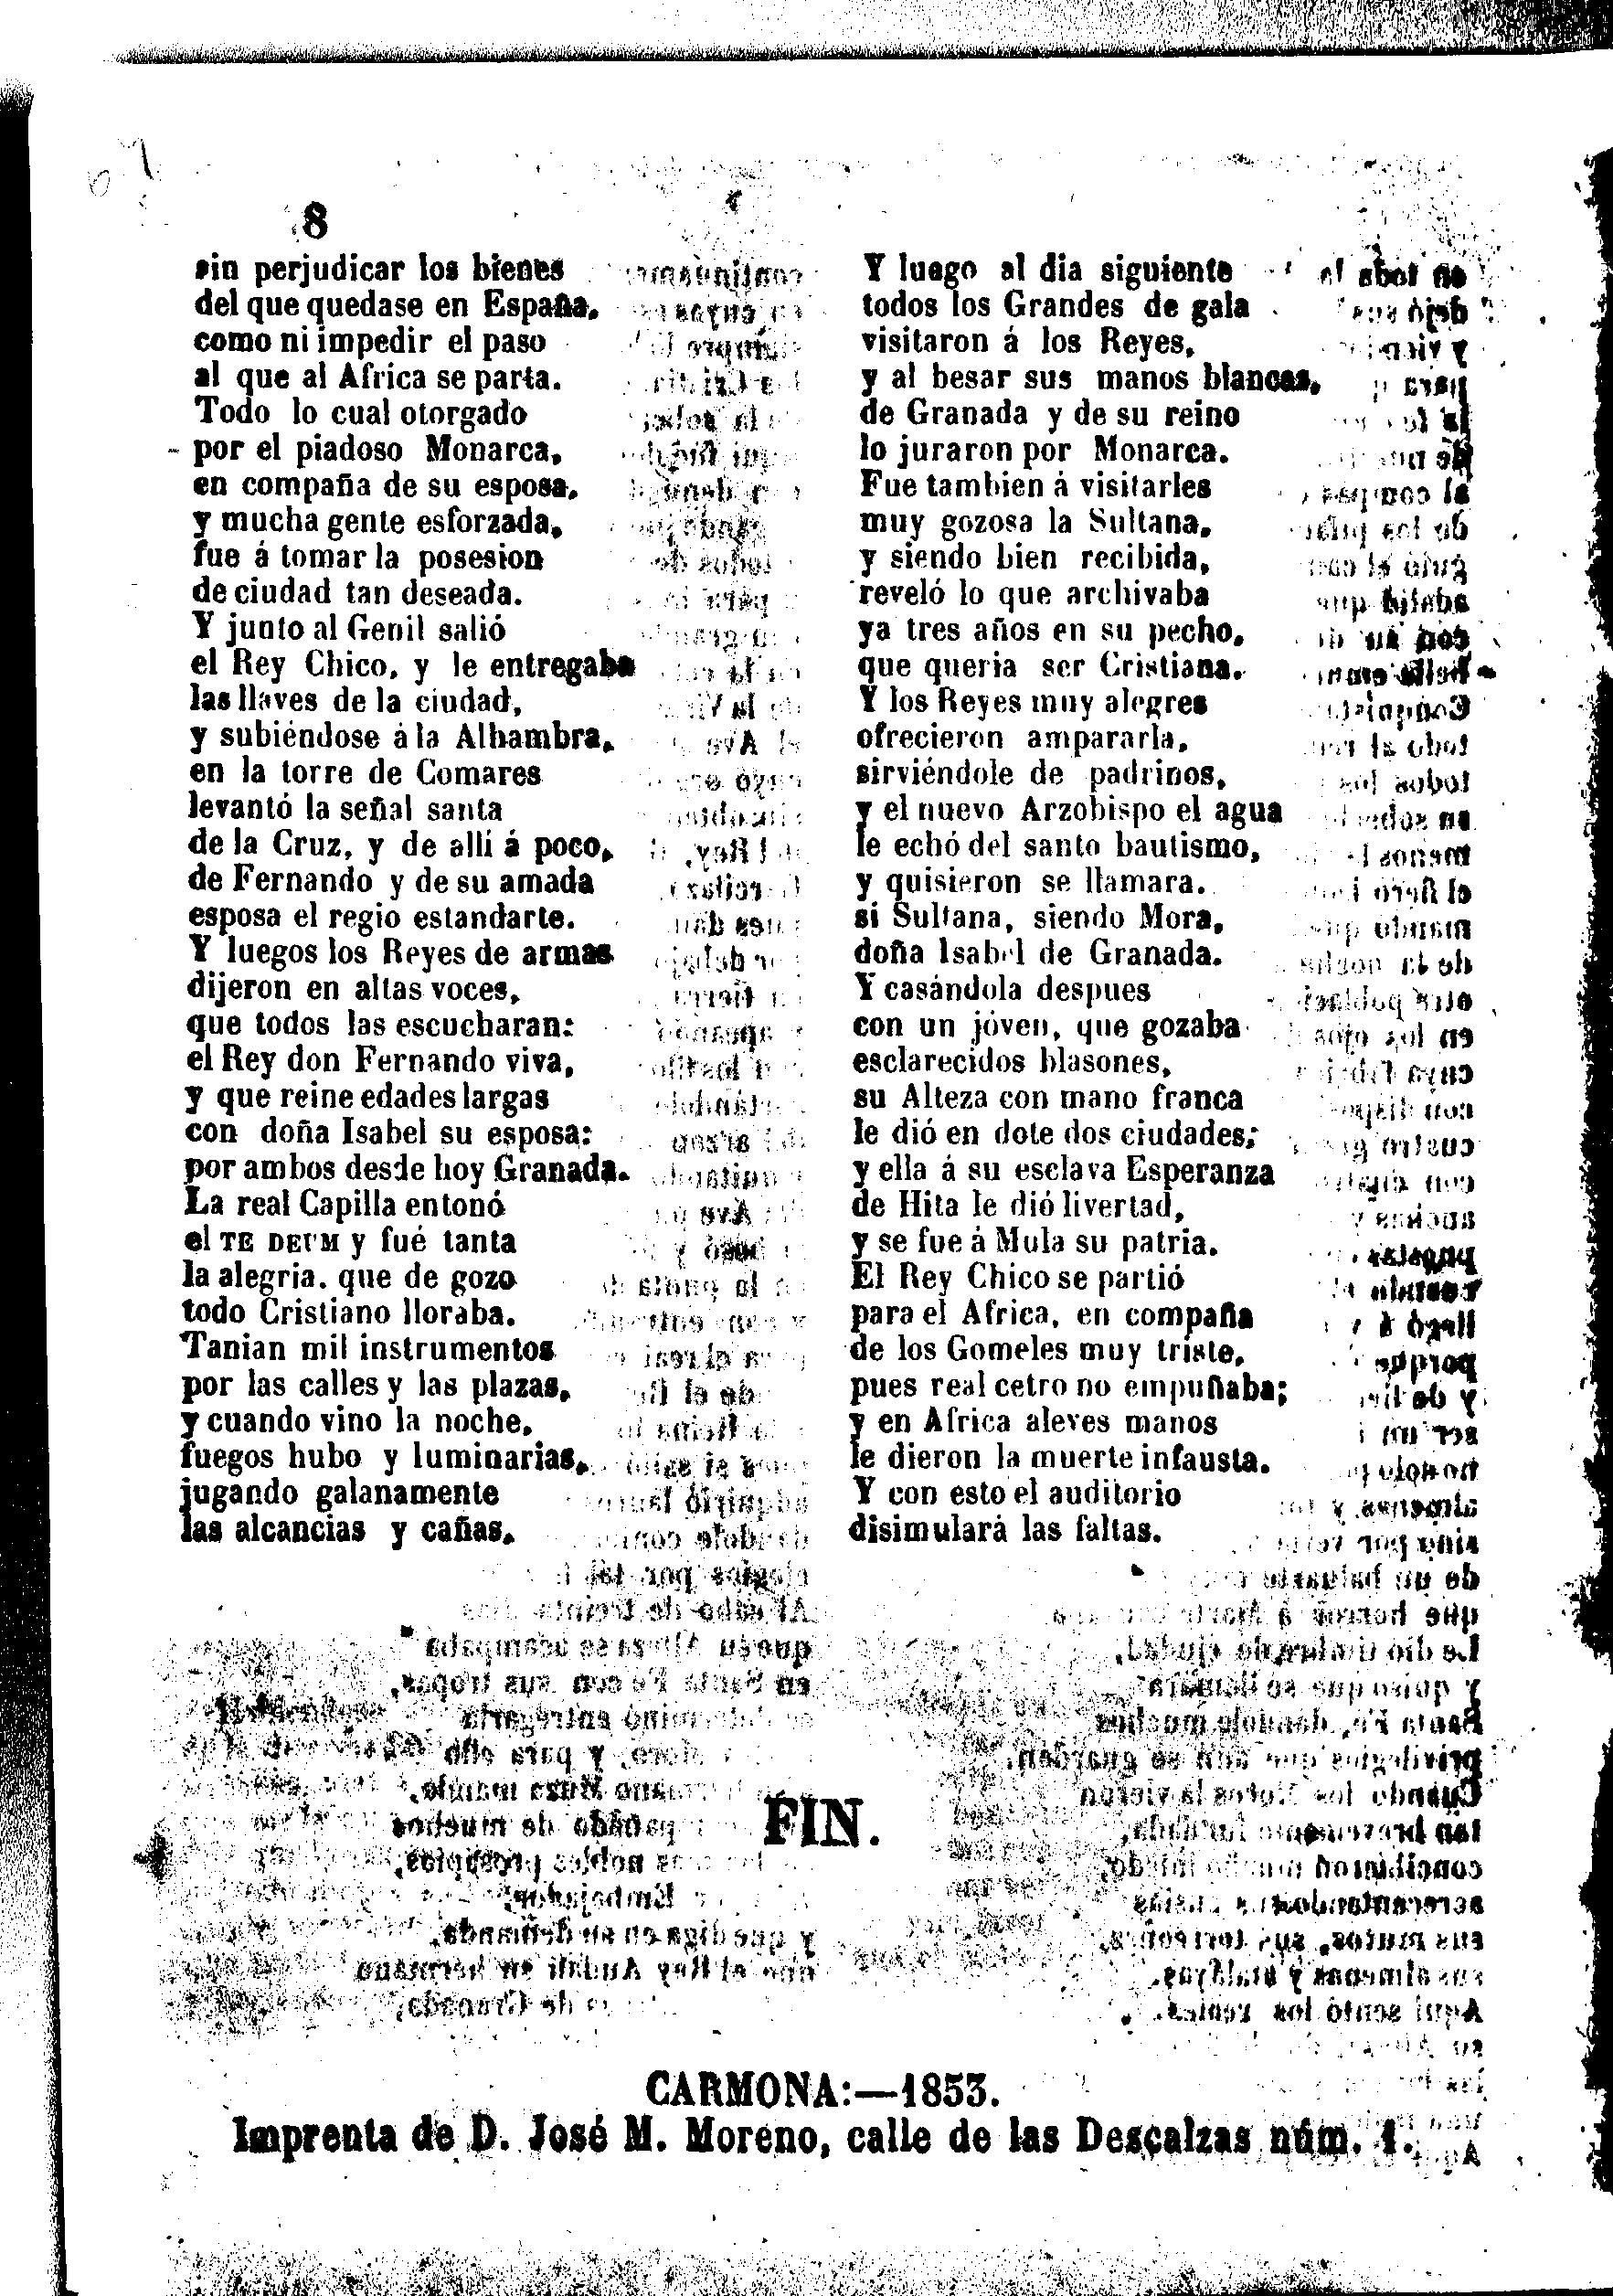 8
sin perjudicar los bienes
del que quedase en España,
como ni impedir el paso
al que al Africa se parta.
Todo lo cual otorgado
por el piadoso Monarca,
en compaña de su esposa,
y mucha gente esforzada,
fue á tomar la posesion
de ciudad tan deseada.
Y junto al Genil salió
el Rey Chico, y le entregaba
las llaves de la ciudad,
y subiéndose á la Alhambra,
en la torre de Comares
levantó la señal santa
de la Cruz, y de alli á poco,
de Fernando y de su amada
esposa el regio estandarte.
Y luegos los Reyes de armas
dijeron en altas voces,
que todos las escucharan:
el Rey don Fernando viva,
y que reine edades largas
con doña Isabel su esposa:
por ambos desde hoy Granada.
La real Capilla entonó
el TE DEUM y fué tanta
la alegria. que de gozo
todo Cristiano lloraba.
Tanian mil instrumentos
por las calles y las plazas,
y cuando vino la noche,
fuegos hubo y luminarias,
jugando galanamente
las alcancias y cañas.
Y luego al dia siguiente
todos los Grandes de gala
visitaron á los Reyes,
y al besar sus manos blancas,
de Granada y de su reino
lo juraron por Monarca.
Fue tambien á visitarles
muy gozosa la Sultana,
y siendo bien recibida,
reveló lo que archivaba
ya tres años en su pecho,
que queria ser Cristiana.
Y los Reyes muy alegres
ofrecieron ampararla,
sirviéndole de padrinos,
y el nuevo Arzobispo el agua
le echó del santo bautismo,
y quisieron se llamara.
si Sultana, siendo Mora,
doña Isabel de Granada.
Y casándola despues
con un jóven, que gozaba
esclarecidos blasones,
su Alteza con mano franca
le dió en dote dos ciudades;
y ella á su esclava Esperanza
de Hita le dió livertad,
y se fue á Mula su patria.
El Rey Chico se partió
para el Africa, en compaña
de los Gomeles muy triste,
pues real cetro no empuñaba;
y en Africa aleves manos
le dieron la muerte infausta.
Y con esto el auditorio
disimulará las faltas.
FIN.
CARMONA:—1853.
Imprenta de D. José M. Moreno, calle de las Descalzas núm. 1.